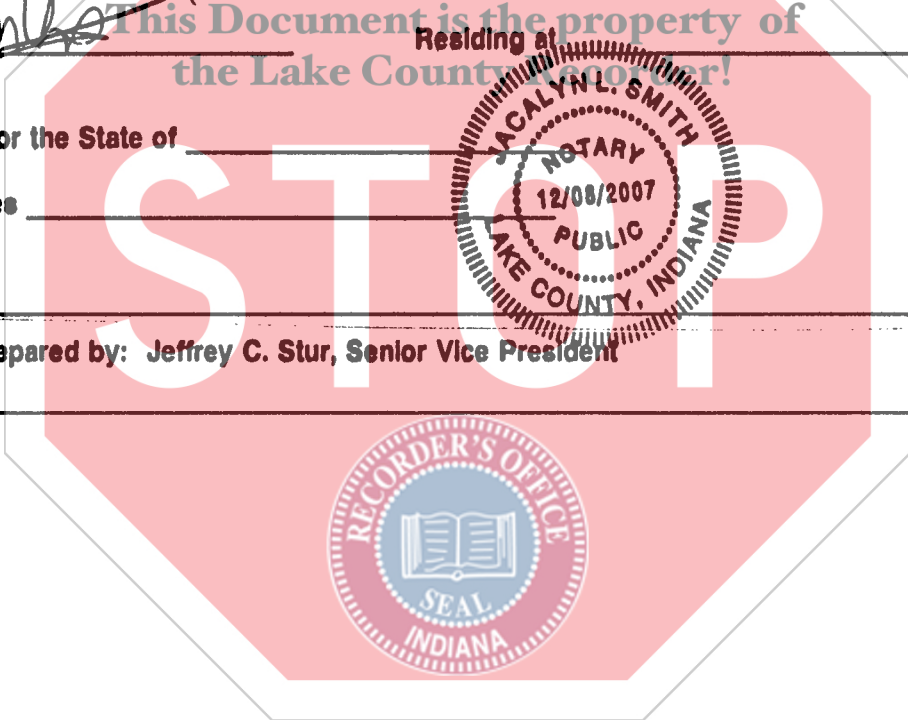 This Document is the property of
the Lake County Recorder!
Residing at
or the State of
JACALYN L. SMITH
NOTARY
12/08/2007
PUBLIC
LAKE COUNTY, INDIANA
STOP
epared by: Jeffrey C. Stur, Senior Vice President
RECORDER'S OFFICE
SEAL
INDIANA